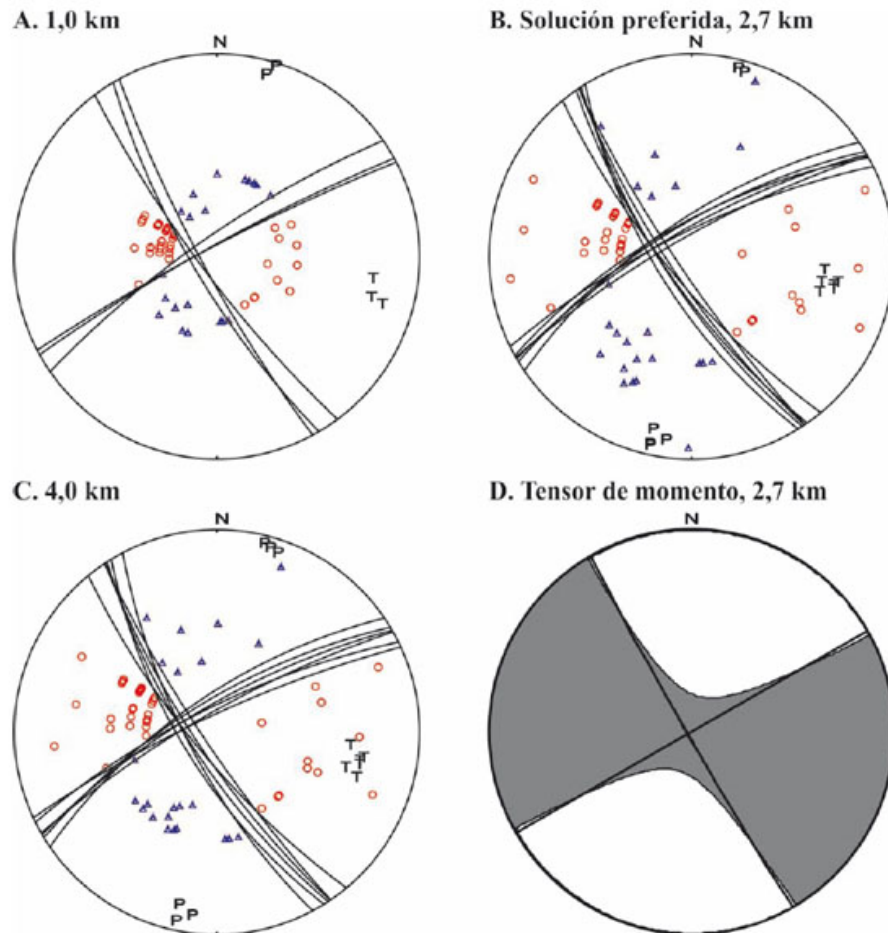 A. 1,0 km
N
P
P
T
T T
B. Solución preferida, 2,7 km
N
P P
T
T T T
T T
P
P P
C. 4,0 km
N
P P P
T
T T T
T
P
P P
D. Tensor de momento, 2,7 km
N